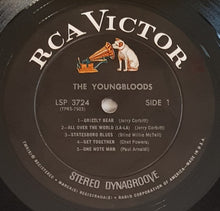 RCA VICTOR
THE YOUNGBLOODS
LSP 3724 SIDE 1
(TPRS-7903)
1-GRIZZLY BEAR (Jerry Corbitt)
2-ALL OVER THE WORLD (LA-LA) (Jerry Corbitt)
3-STATESBORO BLUES (Blind Willie McTell)
4-GET TOGETHER (Chet Powers)
5-ONE NOTE MAN (Paul Arnoldi)
STEREO DYNAGROOVE